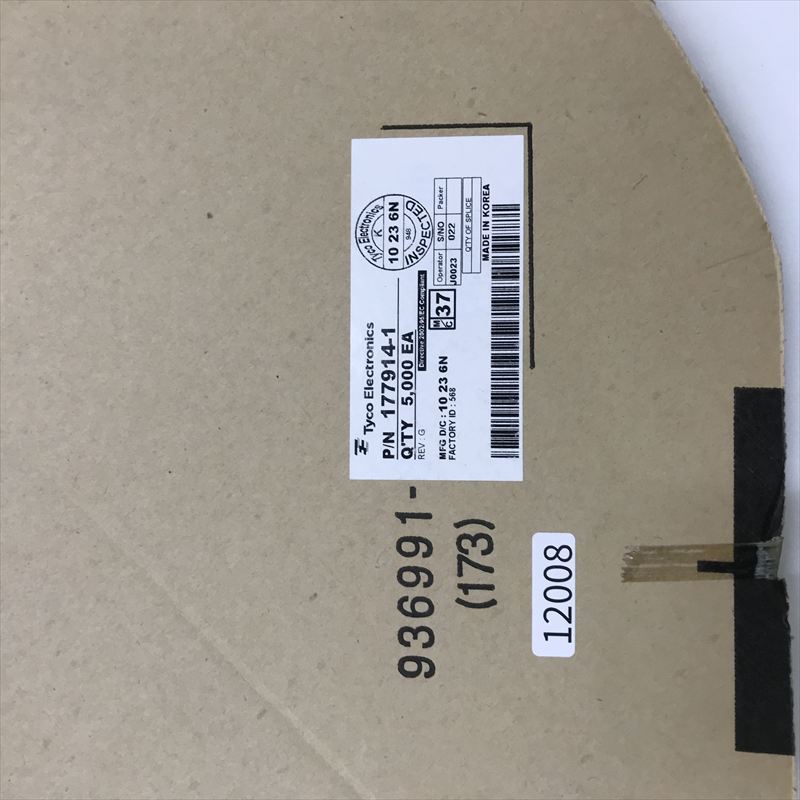 Tyco Electronics
P/N 177914-1
Q'TY 5,000 EA
REV : G
Directive 2002/95/EC Compliant
MFG D/C : 10 23 6N
FACTORY ID : 568
M/C 37
Tyco Electronics
K
10 23 6N
948
INSPECTED
Operator S/NO Packer
J0023 022
Q'TY OF SPLICE
MADE IN KOREA
936991-
(173)
12008